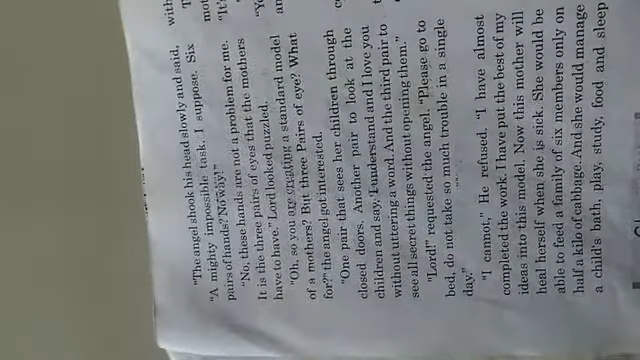 "The angel shook his head slowly and said,
"A mighty impossible task, I suppose. Six
pairs of hands? No way!"
"No, these hands are not a problem for me.
It is the three pairs of eyes that the mothers
have to have." Lord looked puzzled.
"Oh, so you are creating a standard model
of a mothers? But three Pairs of eye? What
for?" the angel got interested.
"One pair that sees her children through
closed doors. Another pair to look at the
children and say, 'I understand and I love you
without uttering a word. And the third pair to
see all secret things without opening them."
"Lord!" requested the angel. "Please go to
bed, do not take so much trouble in a single
day."
"I cannot," He refused. "I have almost
completed the work. I have put the best of my
ideas into this model. Now this mother will
heal herself when she is sick. She would be
able to feed a family of six members only on
half a kilo of cabbage. And she would manage
a child's bath, play, study, food and sleep
with
"It's